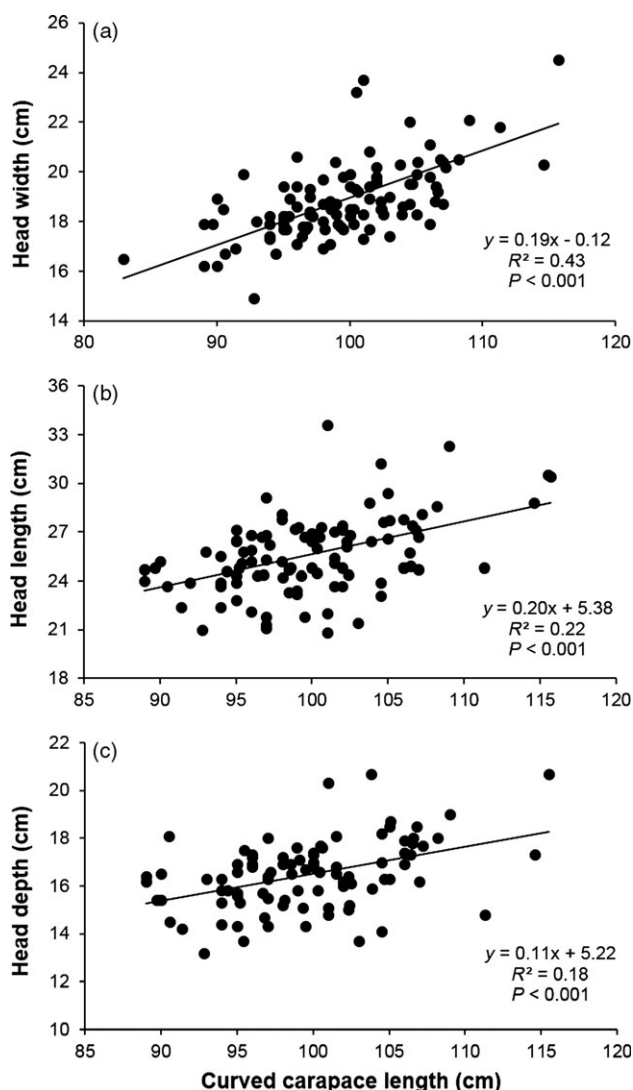 (a)
Head width (cm)
26
24
22
20
18
16
14
y = 0.19x - 0.12
R² = 0.43
P < 0.001
80 90 100 110 120
(b)
Head length (cm)
36
33
30
27
24
21
18
y = 0.20x + 5.38
R² = 0.22
P < 0.001
85 90 95 100 105 110 115 120
(c)
Head depth (cm)
22
20
18
16
14
12
10
y = 0.11x + 5.22
R² = 0.18
P < 0.001
85 90 95 100 105 110 115 120
Curved carapace length (cm)